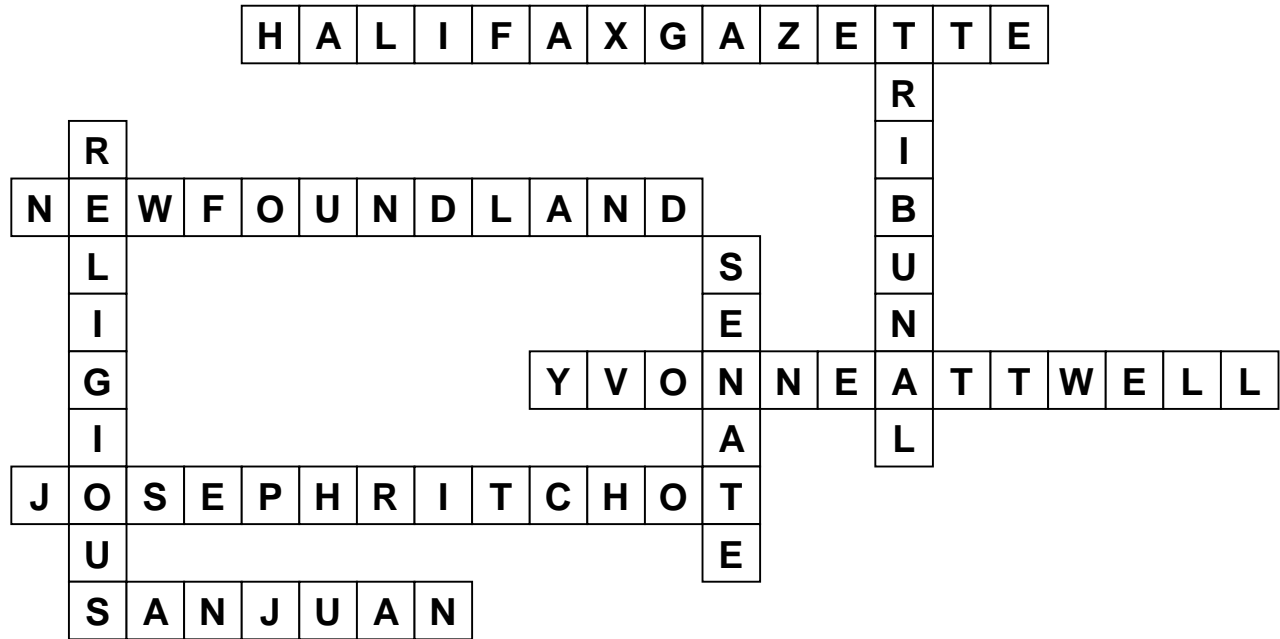 HALIFAXGAZETTE
TRIBUNAL
RELIGIOUS
NEWFOUNDLAND
SENATE
YVONNEATTWELL
JOSEPHRITCHOT
SANJUAN